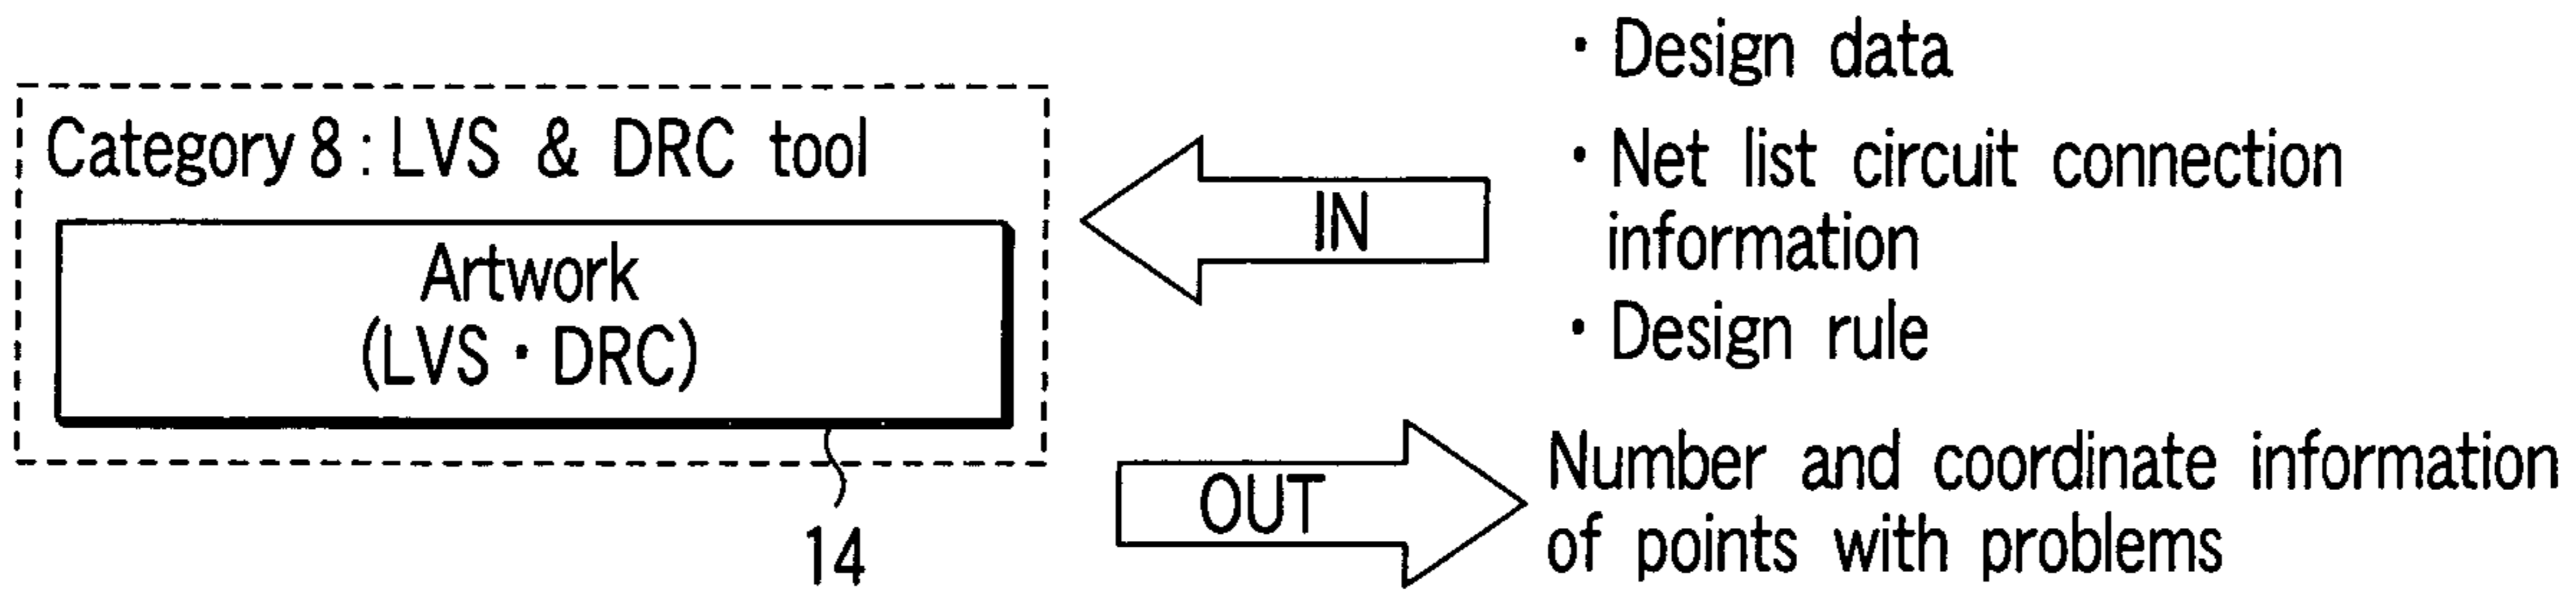 Category 8 : LVS & DRC tool
Artwork
(LVS・DRC)
14
IN
・Design data
・Net list circuit connection
information
・Design rule
OUT
Number and coordinate information
of points with problems